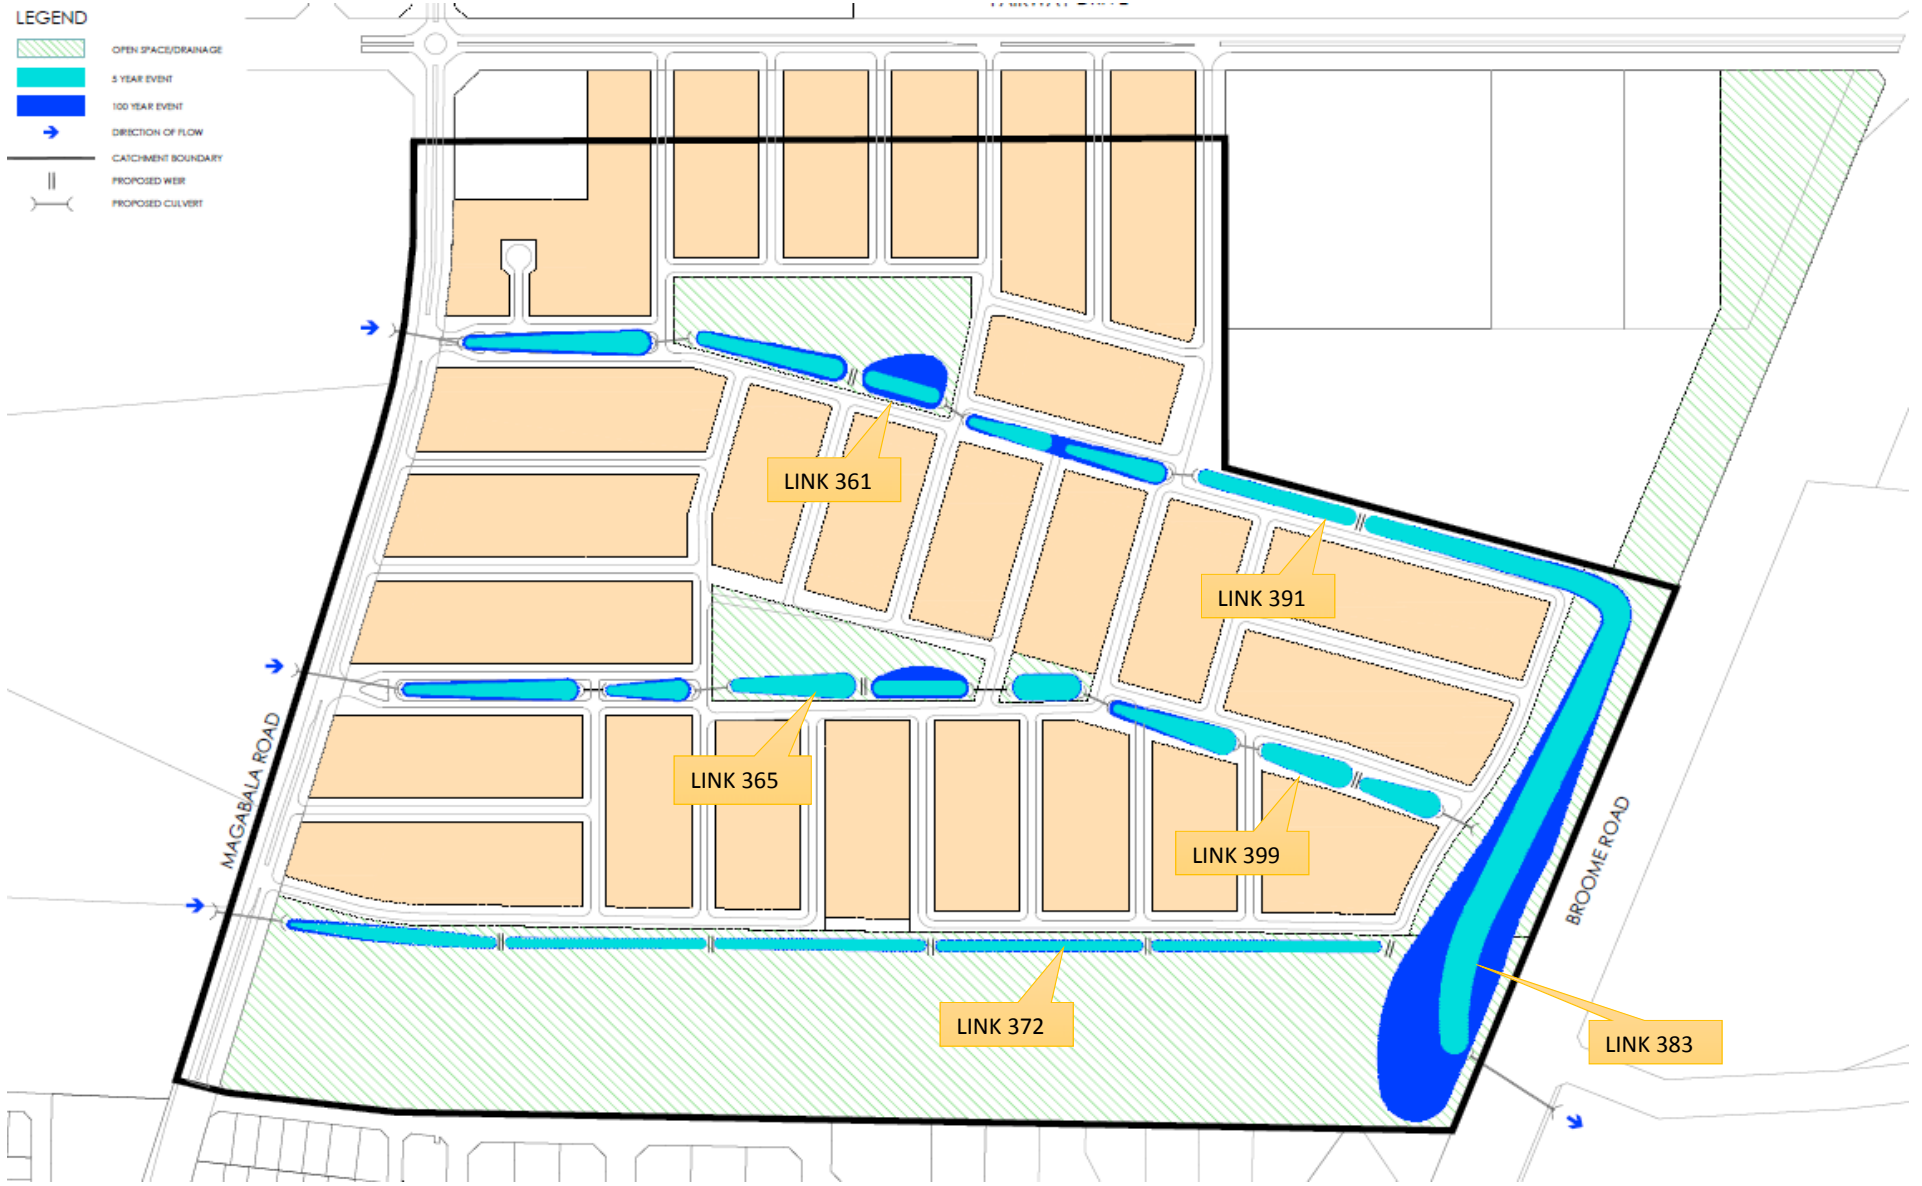 LEGEND
OPEN SPACE/DRAINAGE
5 YEAR EVENT
100 YEAR EVENT
DIRECTION OF FLOW
CATCHMENT BOUNDARY
PROPOSED WEIR
PROPOSED CULVERT
LINK 361
LINK 391
LINK 365
LINK 399
LINK 372
LINK 383
MAGABALA ROAD
BROOME ROAD